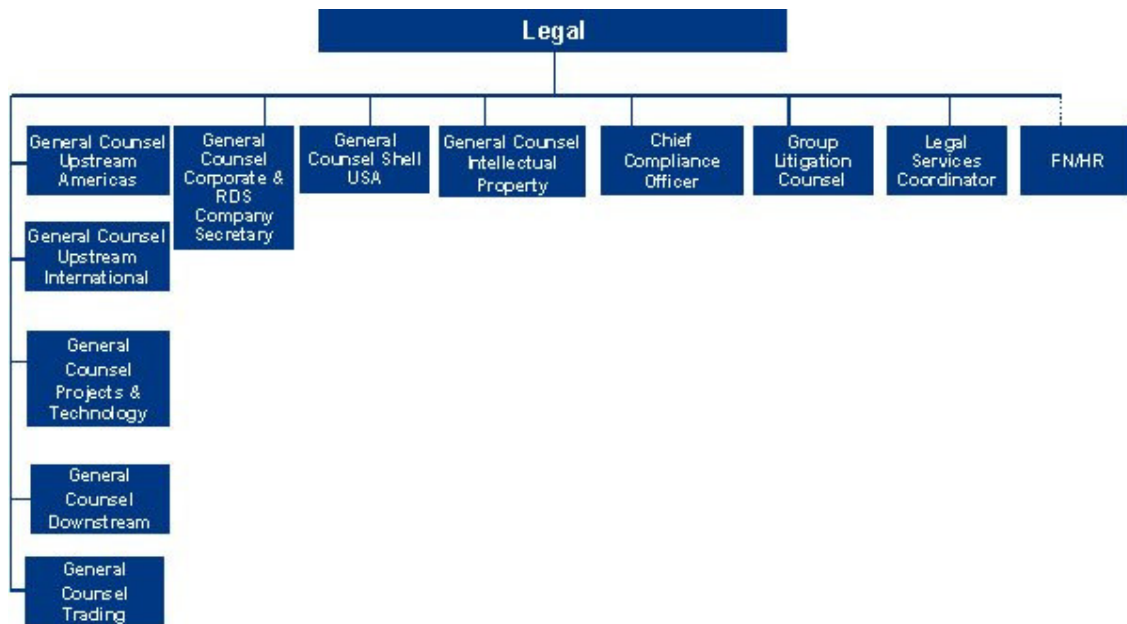 Legal
General Counsel
Upstream
Americas
General
Counsel
Corporate &
RDS
Company
Secretary
General
Counsel Shell
USA
General Counsel
Intellectual
Property
Chief
Compliance
Officer
Group
Litigation
Counsel
Legal
Services
Coordinator
FN/HR
General Counsel
Upstream
International
General
Counsel
Projects &
Technology
General
Counsel
Downstream
General
Counsel
Trading